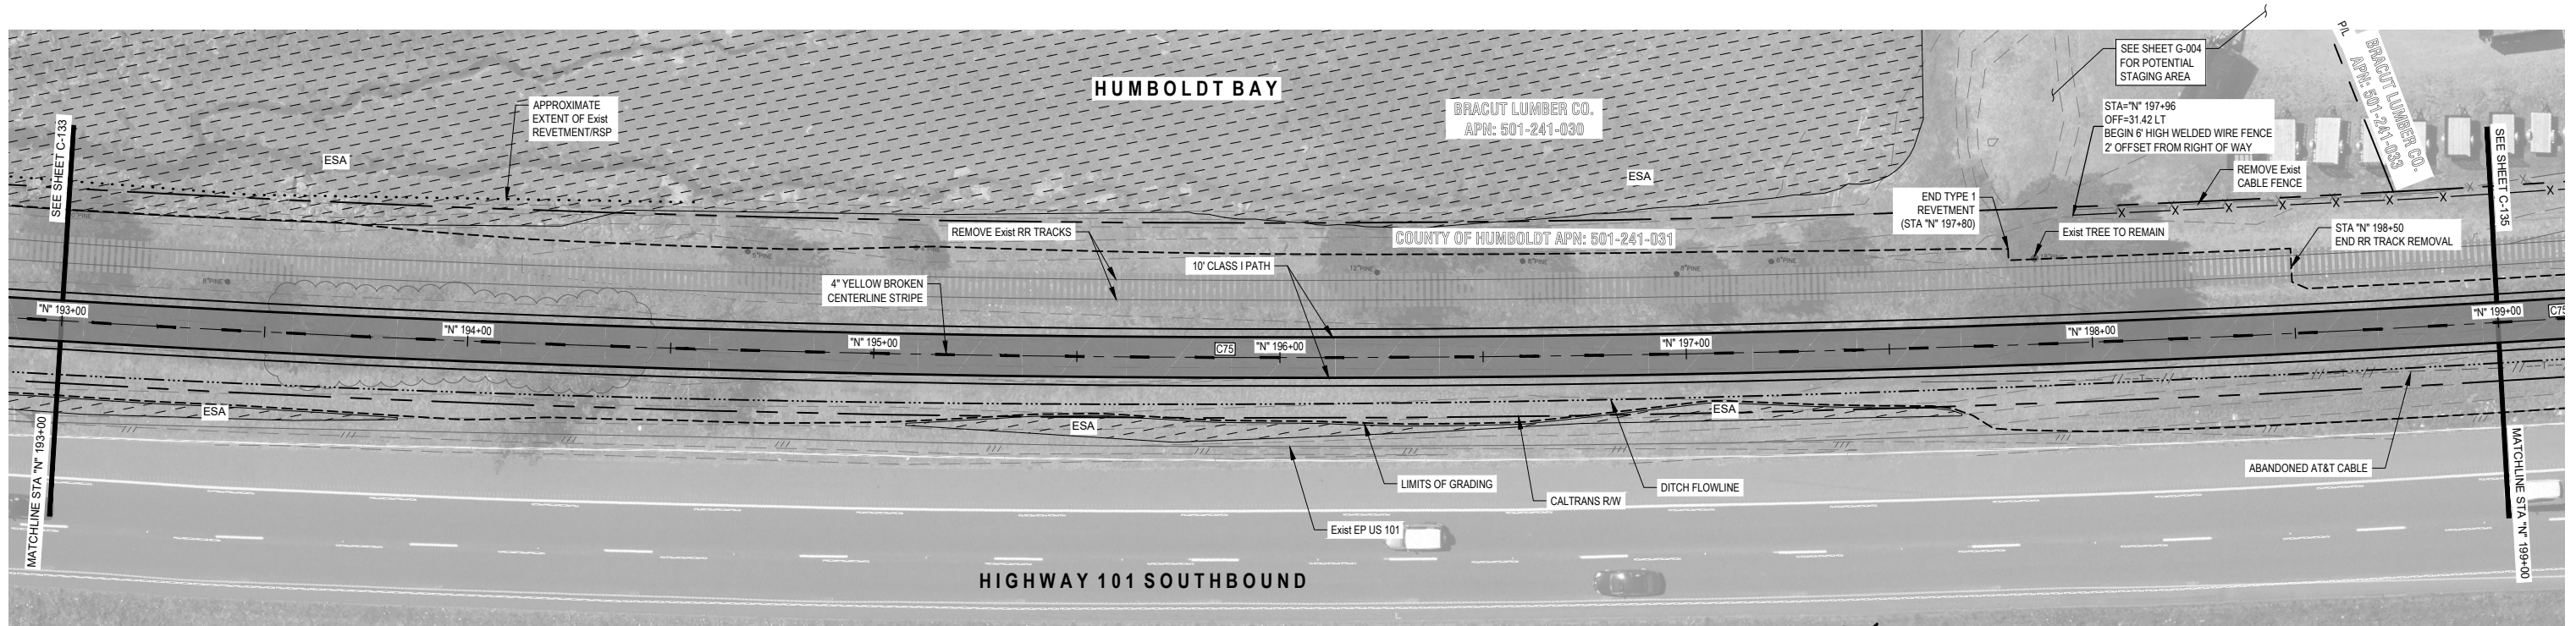 HUMBOLDT BAY
BRACUT LUMBER CO.
APN: 501-241-030
SEE SHEET G-004
FOR POTENTIAL
STAGING AREA
P/L
BRACUT LUMBER CO.
APN: 501-241-033
STA="N" 197+96
OFF=31.42 LT
BEGIN 6' HIGH WELDED WIRE FENCE
2' OFFSET FROM RIGHT OF WAY
REMOVE Exist
CABLE FENCE
APPROXIMATE
EXTENT OF Exist
REVETMENT/RSP
SEE SHEET C-133
ESA
ESA
SEE SHEET C-135
END TYPE 1
REVETMENT
(STA "N" 197+80)
Exist TREE TO REMAIN
STA "N" 198+50
END RR TRACK REMOVAL
REMOVE Exist RR TRACKS
COUNTY OF HUMBOLDT APN: 501-241-031
10' CLASS I PATH
4" YELLOW BROKEN
CENTERLINE STRIPE
8"PINE
12"PINE
8"PINE
"N" 193+00
"N" 194+00
"N" 195+00
C75
"N" 196+00
"N" 197+00
"N" 198+00
"N" 199+00
C75
ESA
ESA
ESA
MATCHLINE STA "N" 193+00
LIMITS OF GRADING
CALTRANS R/W
DITCH FLOWLINE
ABANDONED AT&T CABLE
MATCHLINE STA "N" 199+00
Exist EP US 101
HIGHWAY 101 SOUTHBOUND